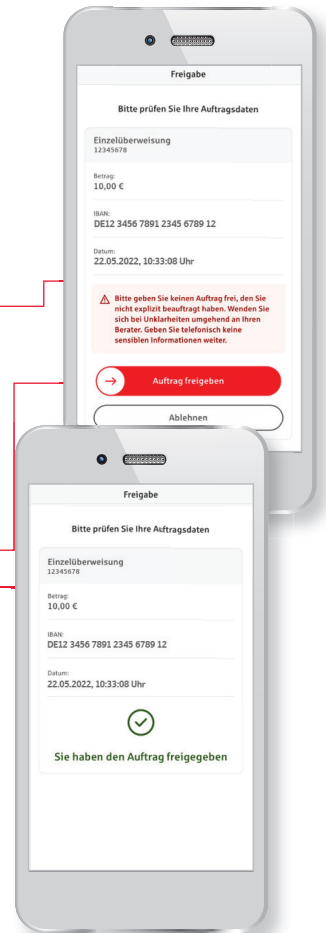 Freigabe
Bitte prüfen Sie Ihre Auftragsdaten
Einzelüberweisung
12345678
Betrag:
10,00 €
IBAN:
DE12 3456 7891 2345 6789 12
Datum:
22.05.2022, 10:33:08 Uhr
Bitte geben Sie keinen Auftrag frei, den Sie
nicht explizit beauftragt haben. Wenden Sie
sich bei Unklarheiten umgehend an Ihren
Berater. Geben Sie telefonisch keine
sensiblen Informationen weiter.
Auftrag freigeben
Ablehnen
Freigabe
Bitte prüfen Sie Ihre Auftragsdaten
Einzelüberweisung
12345678
Betrag:
10,00 €
IBAN:
DE12 3456 7891 2345 6789 12
Datum:
22.05.2022, 10:33:08 Uhr
Sie haben den Auftrag freigegeben